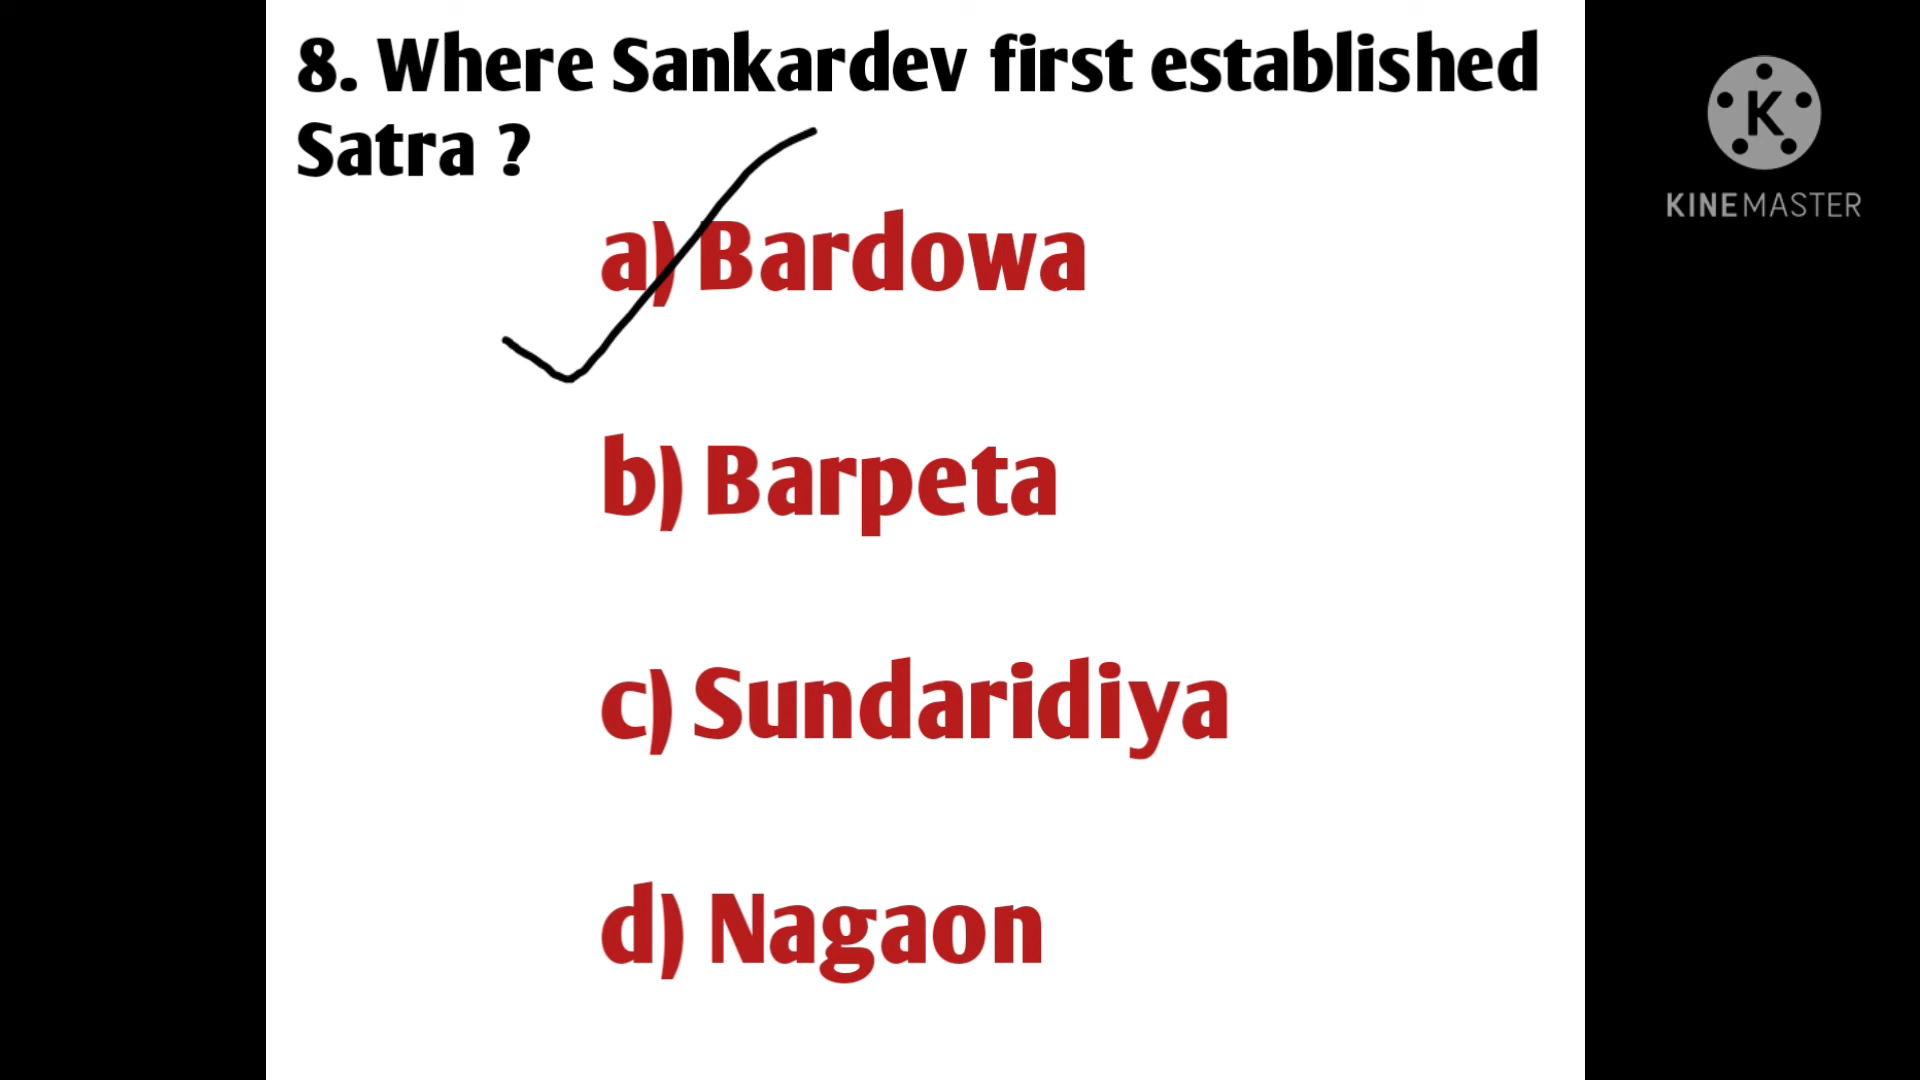 8. Where Sankardev first established
Satra ?
a) Bardowa
b) Barpeta
c) Sundaridiya
d) Nagaon
K
KINEMASTER